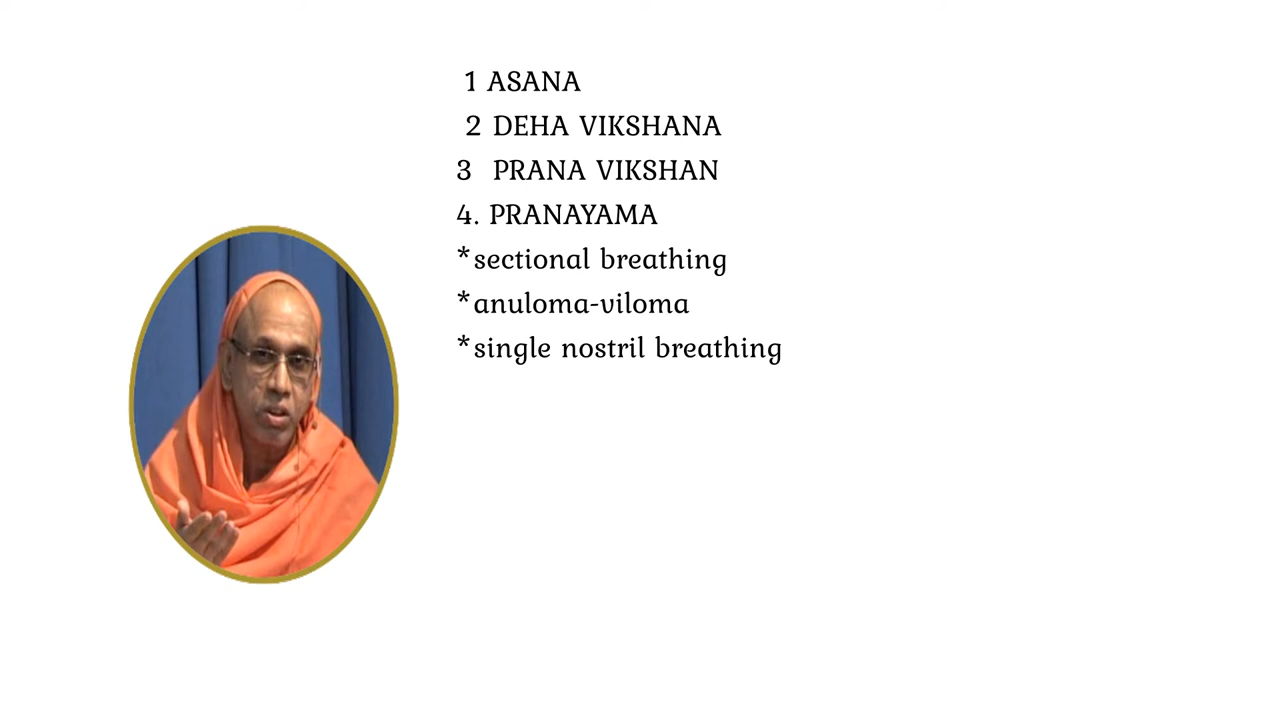 1 ASANA
2 DEHA VIKSHANA
3 PRANA VIKSHAN
4. PRANAYAMA
*sectional breathing
*anuloma-viloma
*single nostril breathing